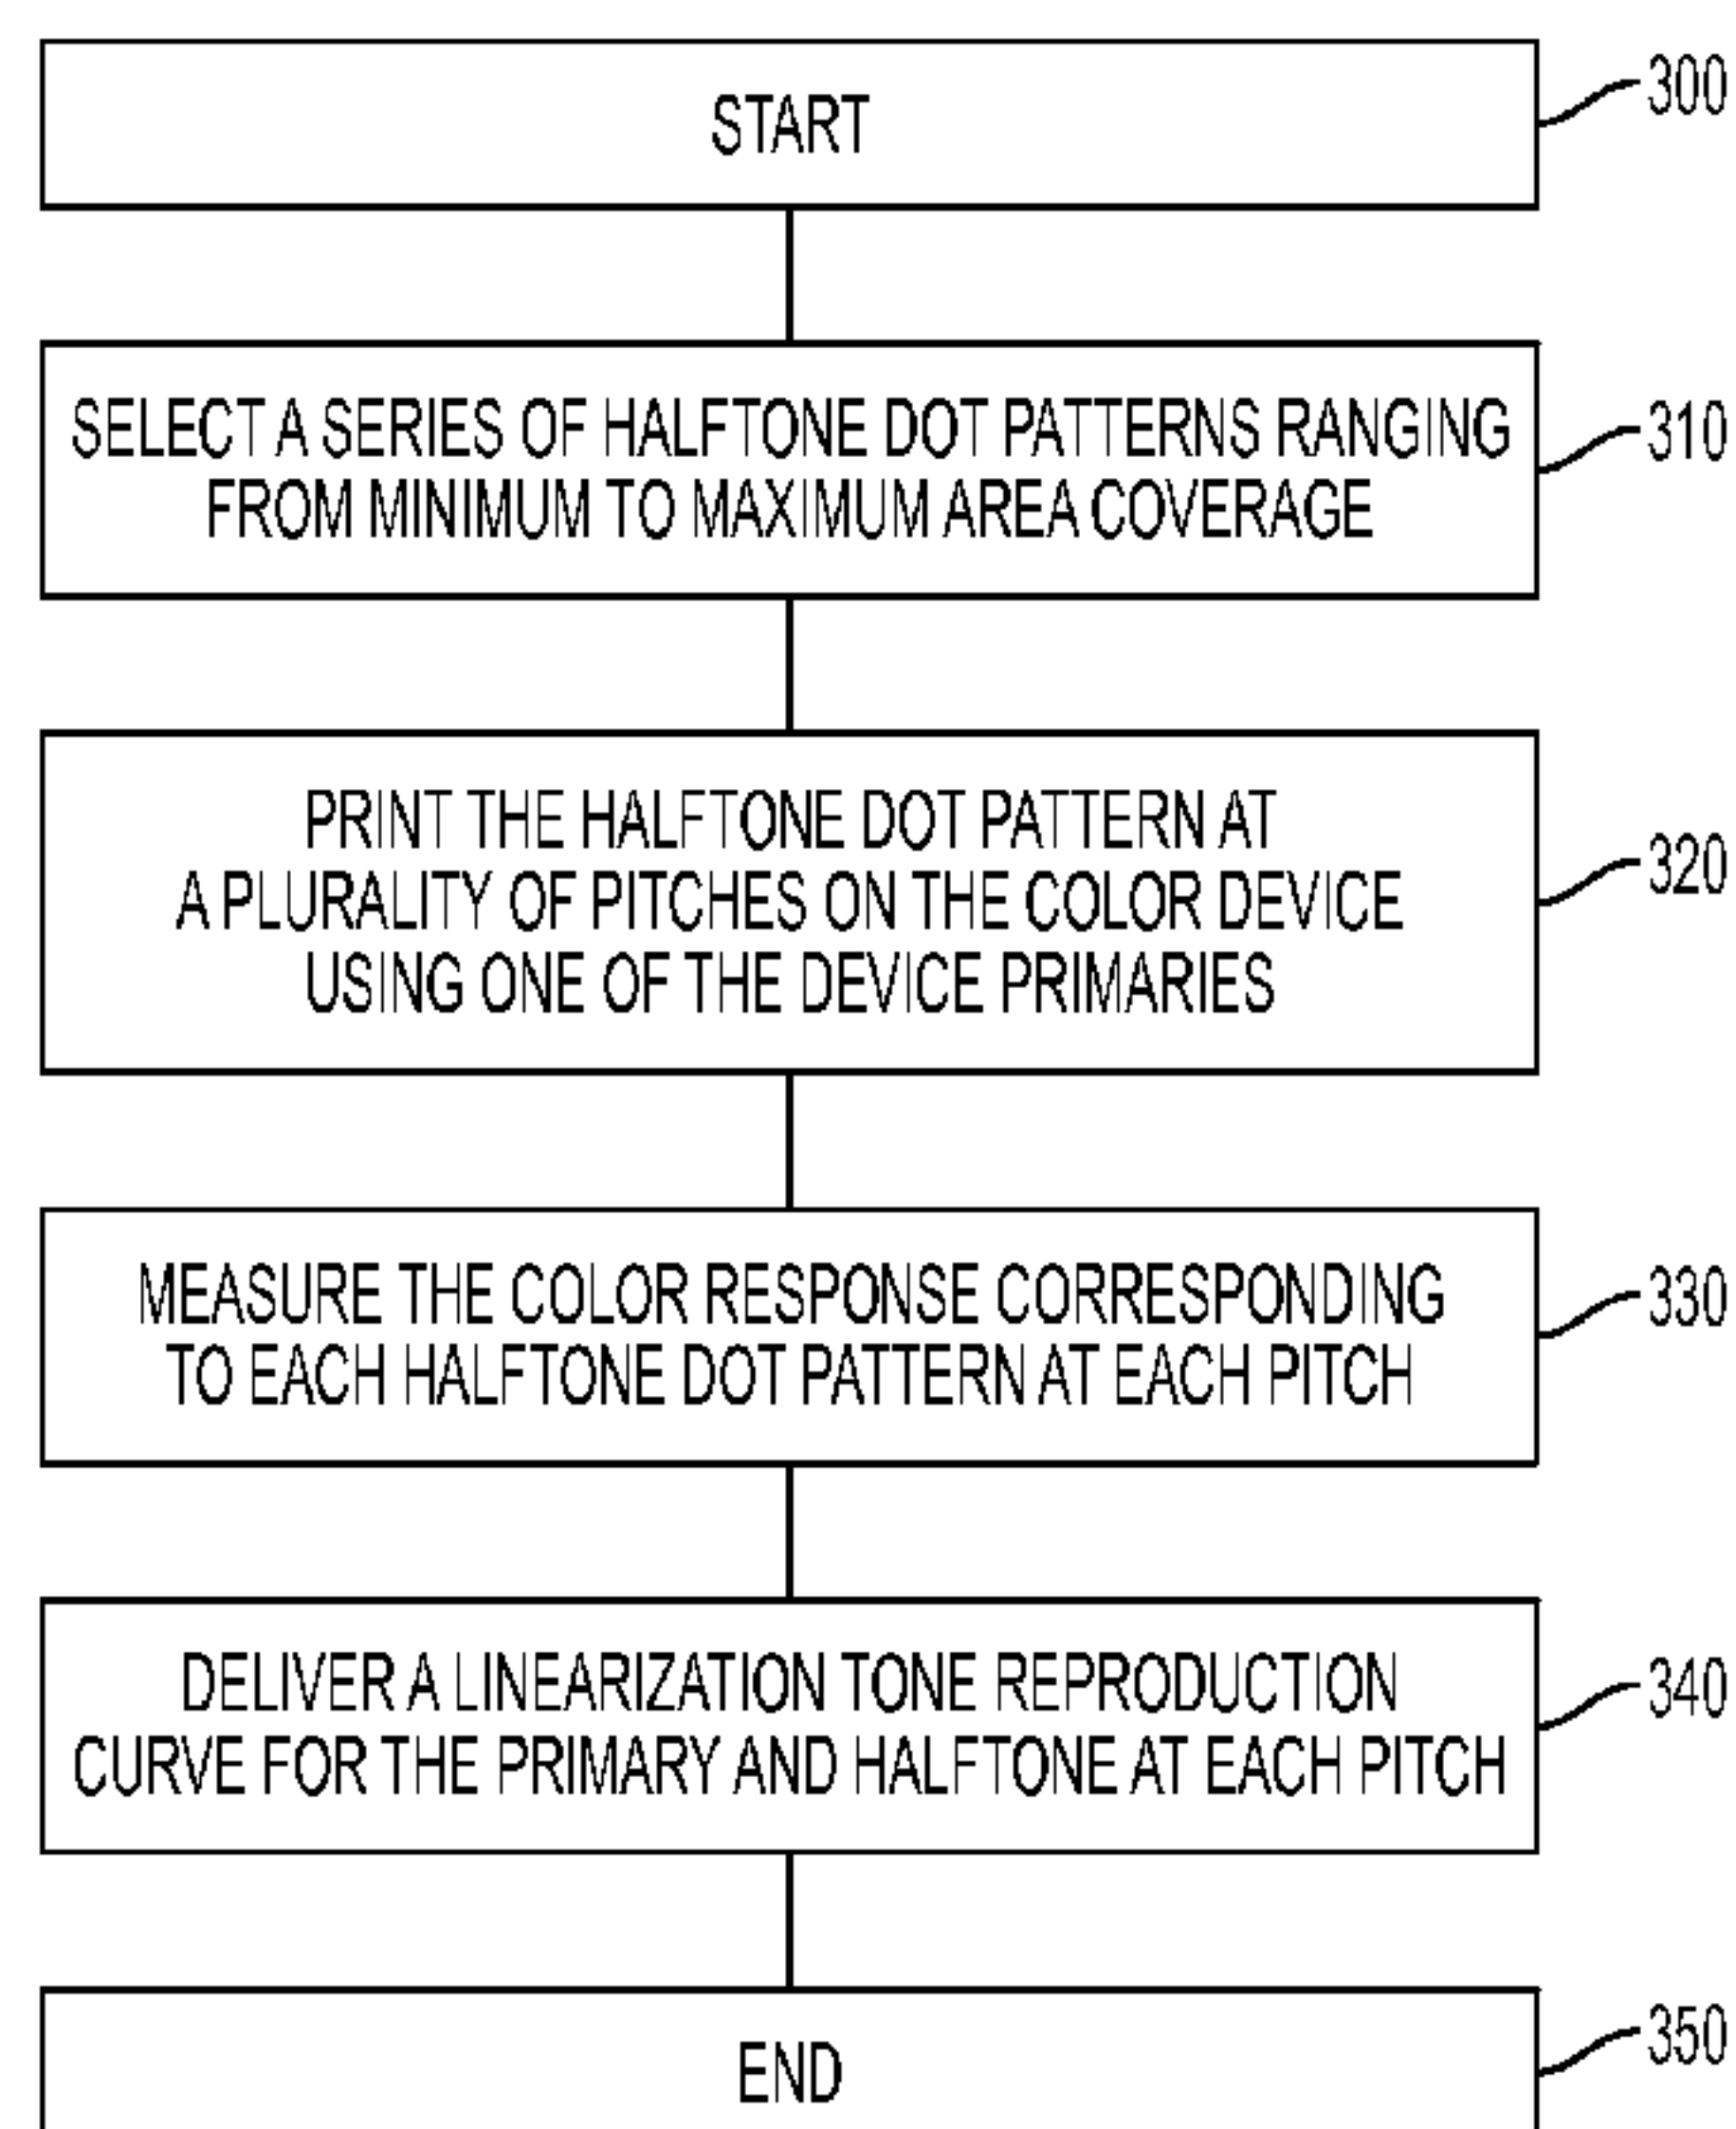 START
300
SELECT A SERIES OF HALFTONE DOT PATTERNS RANGING
FROM MINIMUM TO MAXIMUM AREA COVERAGE
310
PRINT THE HALFTONE DOT PATTERN AT
A PLURALITY OF PITCHES ON THE COLOR DEVICE
USING ONE OF THE DEVICE PRIMARIES
320
MEASURE THE COLOR RESPONSE CORRESPONDING
TO EACH HALFTONE DOT PATTERN AT EACH PITCH
330
DELIVER A LINEARIZATION TONE REPRODUCTION
CURVE FOR THE PRIMARY AND HALFTONE AT EACH PITCH
340
END
350